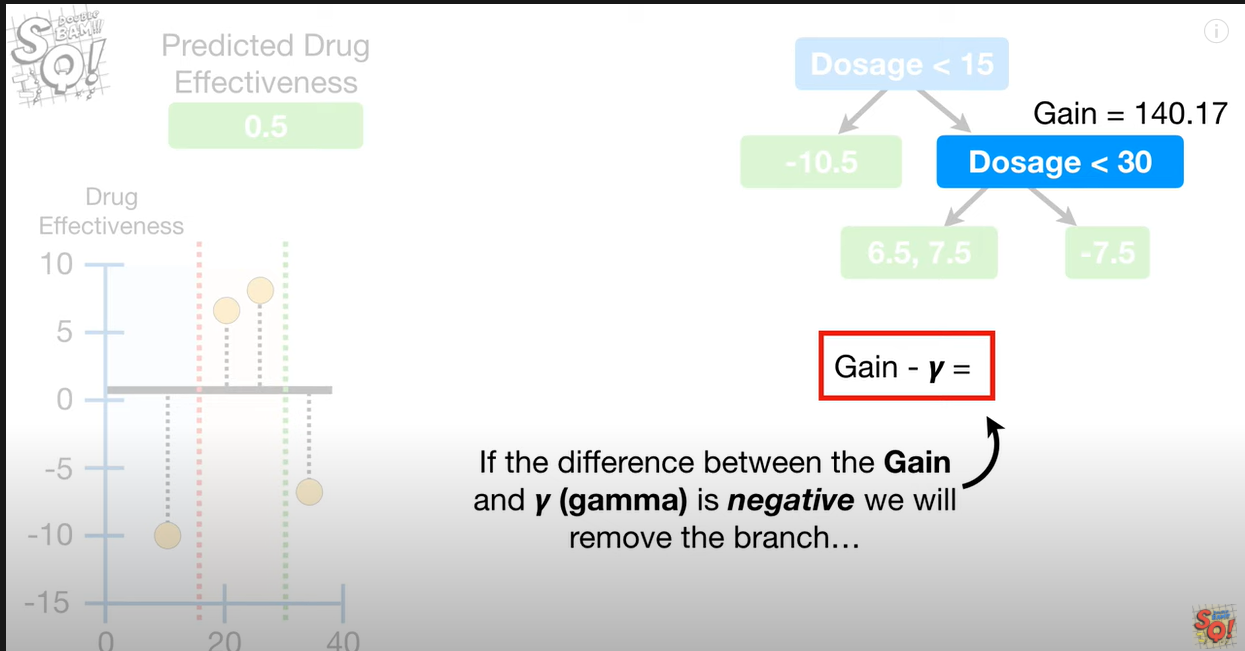 DOUBLE
BAM!!!
SQ!
Predicted Drug
Effectiveness
0.5
Dosage < 15
Gain = 140.17
-10.5
Dosage < 30
6.5, 7.5
-7.5
Drug
Effectiveness
10
5
0
-5
-10
-15
0
20
40
Gain - γ =
If the difference between the Gain
and γ (gamma) is negative we will
remove the branch…
SQ!